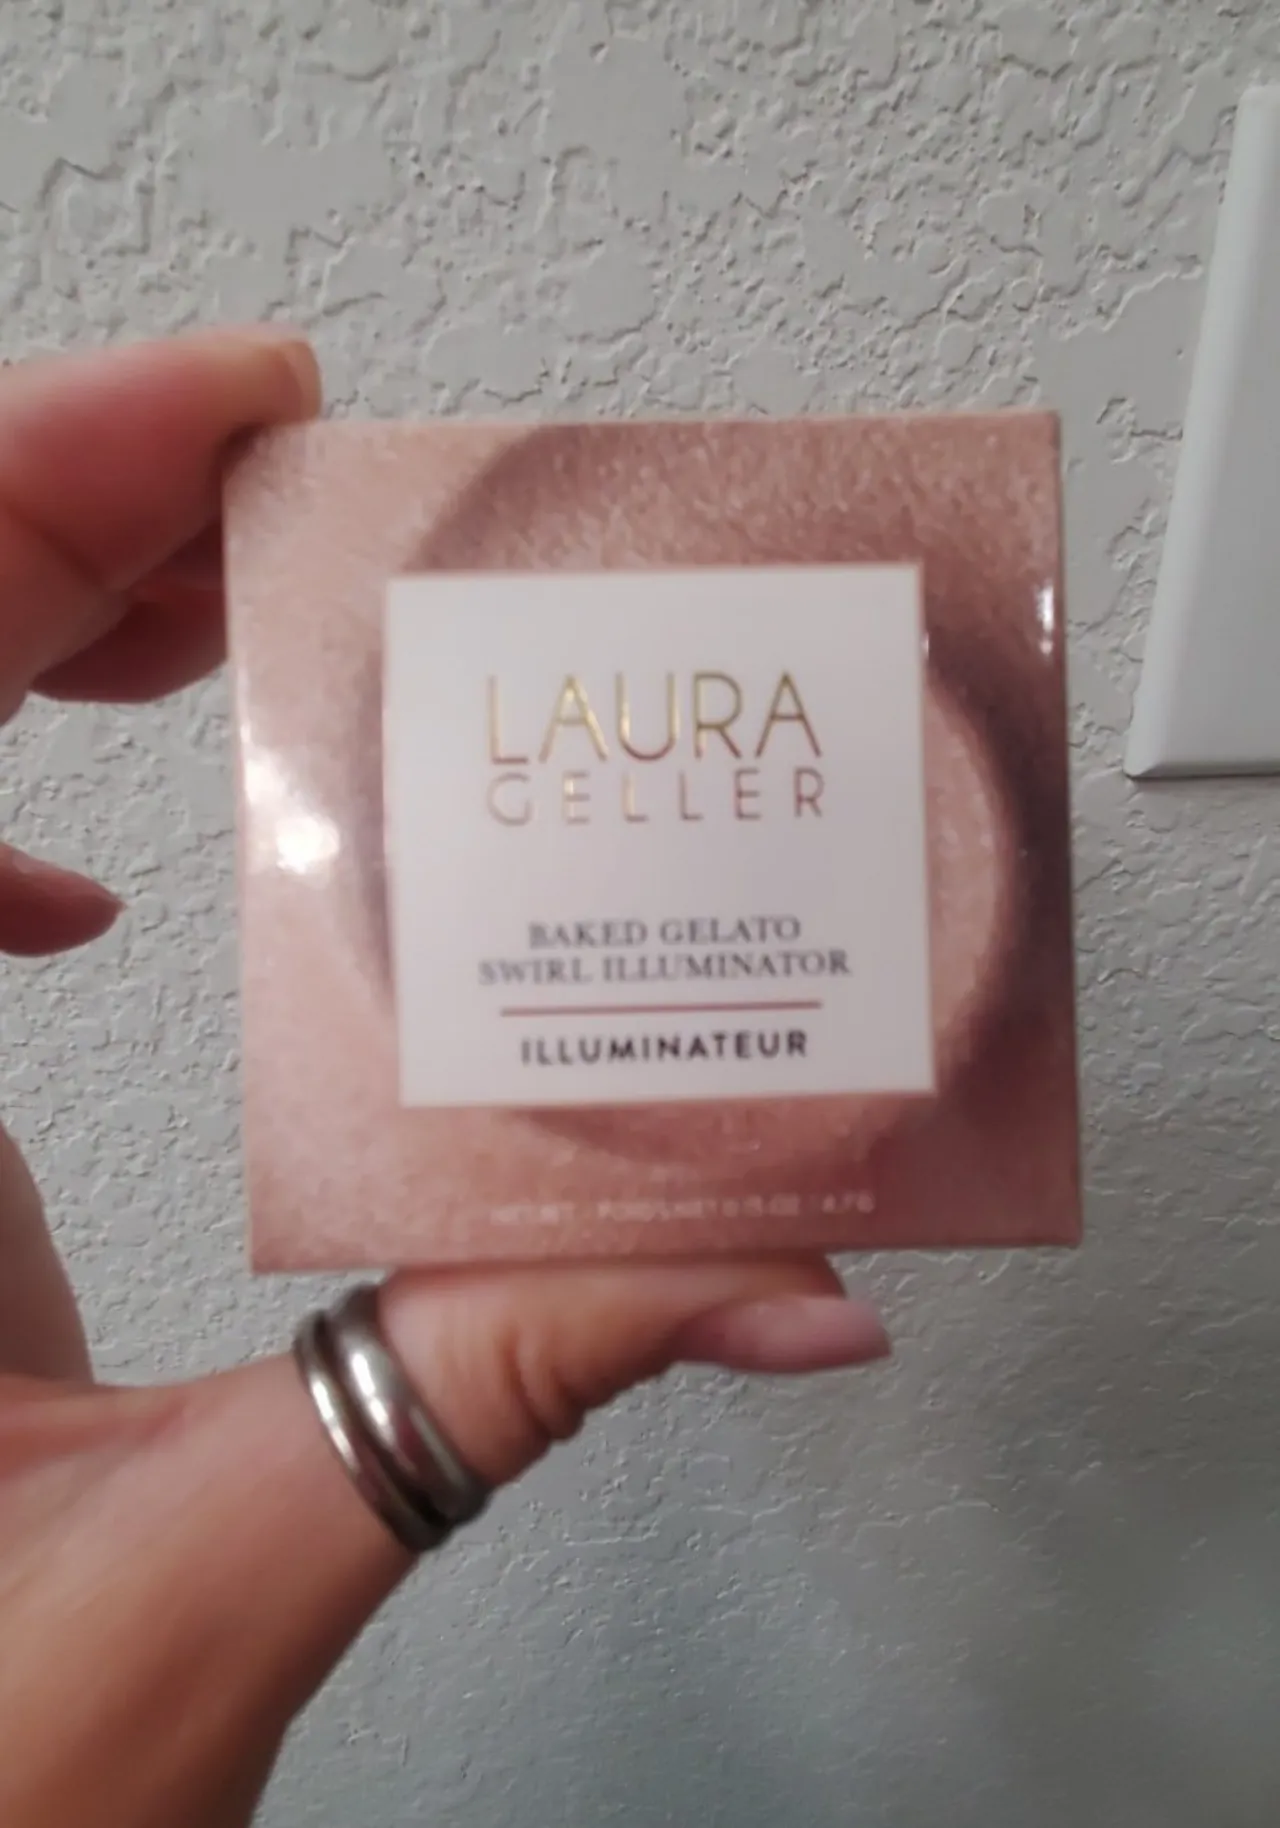 LAURA
GELLER
BAKED GELATO
SWIRL ILLUMINATOR
ILLUMINATEUR